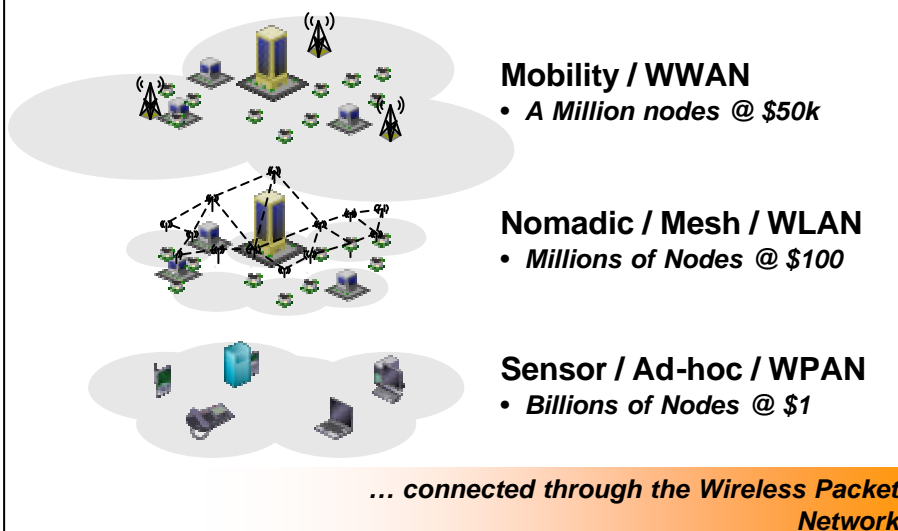 Mobility / WWAN
• A Million nodes @ $50k
Nomadic / Mesh / WLAN
• Millions of Nodes @ $100
Sensor / Ad-hoc / WPAN
• Billions of Nodes @ $1
… connected through the Wireless Packet
Network